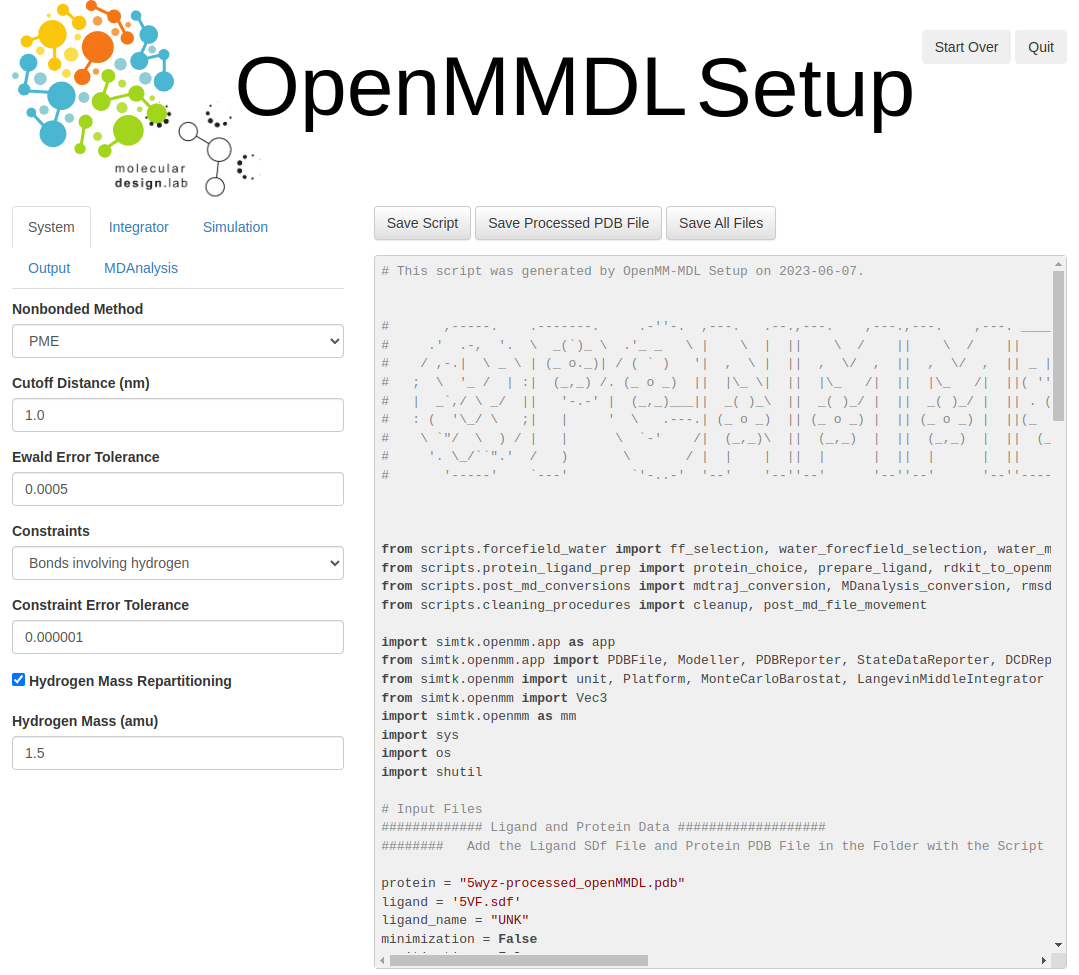 OpenMMDL Setup
Start Over Quit
molecular
design.lab
System Integrator Simulation
Output MDAnalysis
Nonbonded Method
PME
Cutoff Distance (nm)
1.0
Ewald Error Tolerance
0.0005
Constraints
Bonds involving hydrogen
Constraint Error Tolerance
0.000001
Hydrogen Mass Repartitioning
Hydrogen Mass (amu)
1.5
Save Script Save Processed PDB File Save All Files
# This script was generated by OpenMM-MDL Setup on 2023-06-07.
from scripts.forcefield_water import ff_selection, water_forecfield_selection, water_m
from scripts.protein_ligand_prep import protein_choice, prepare_ligand, rdkit_to_openm
from scripts.post_md_conversions import mdtraj_conversion, MDanalysis_conversion, rmsd
from scripts.cleaning_procedures import cleanup, post_md_file_movement
import simtk.openmm.app as app
from simtk.openmm.app import PDBFile, Modeller, PDBReporter, StateDataReporter, DCDRep
from simtk.openmm import unit, Platform, MonteCarloBarostat, LangevinMiddleIntegrator
from simtk.openmm import Vec3
import simtk.openmm as mm
import sys
import os
import shutil
# Input Files
############# Ligand and Protein Data ###################
########   Add the Ligand SDf File and Protein PDB File in the Folder with the Script
protein = "5wyz-processed_openMMDL.pdb"
ligand = '5VF.sdf'
ligand_name = "UNK"
minimization = False